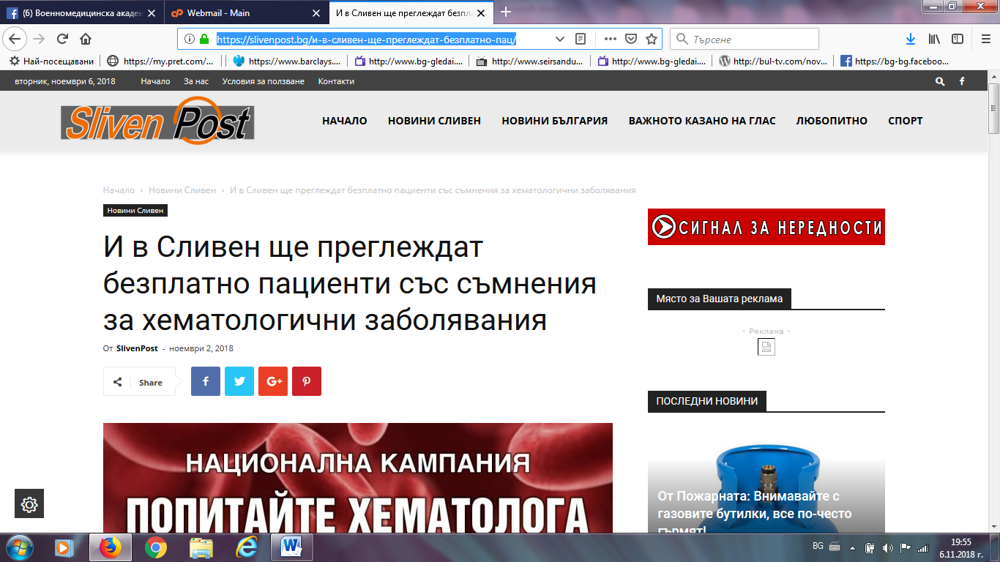 (6) Военномедицинска акаде
Webmail - Main
И в Сливен ще преглеждат безпл
https://slivenpost.bg/и-в-сливен-ще-преглеждат-безплатно-пац/
Търсене
Най-посещавани
https://my.pret.com/...
https://www.barclays....
http://www.bg-gledai....
http://www.seirsandu...
http://www.bg-gledai....
http://bul-tv.com/nov...
https://bg-bg.faceboo...
вторник, ноември 6, 2018
Начало
За нас
Условия за ползване
Контакти
Sliven Post
НАЧАЛО
НОВИНИ СЛИВЕН
НОВИНИ БЪЛГАРИЯ
ВАЖНОТО КАЗАНО НА ГЛАС
ЛЮБОПИТНО
СПОРТ
Начало › Новини Сливен › И в Сливен ще преглеждат безплатно пациенти със съмнения за хематологични заболявания
Новини Сливен
И в Сливен ще преглеждат
безплатно пациенти със съмнения
за хематологични заболявания
От SlivenPost - ноември 2, 2018
Share
НАЦИОНАЛНА КАМПАНИЯ
ПОПИТАЙТЕ ХЕМАТОЛОГА
СИГНАЛ ЗА НЕРЕДНОСТИ
Място за Вашата реклама
- Реклама -
ПОСЛЕДНИ НОВИНИ
От Пожарната: Внимавайте с
газовите бутилки, все по-често
гърмят!
BG
19:55
6.11.2018 г.